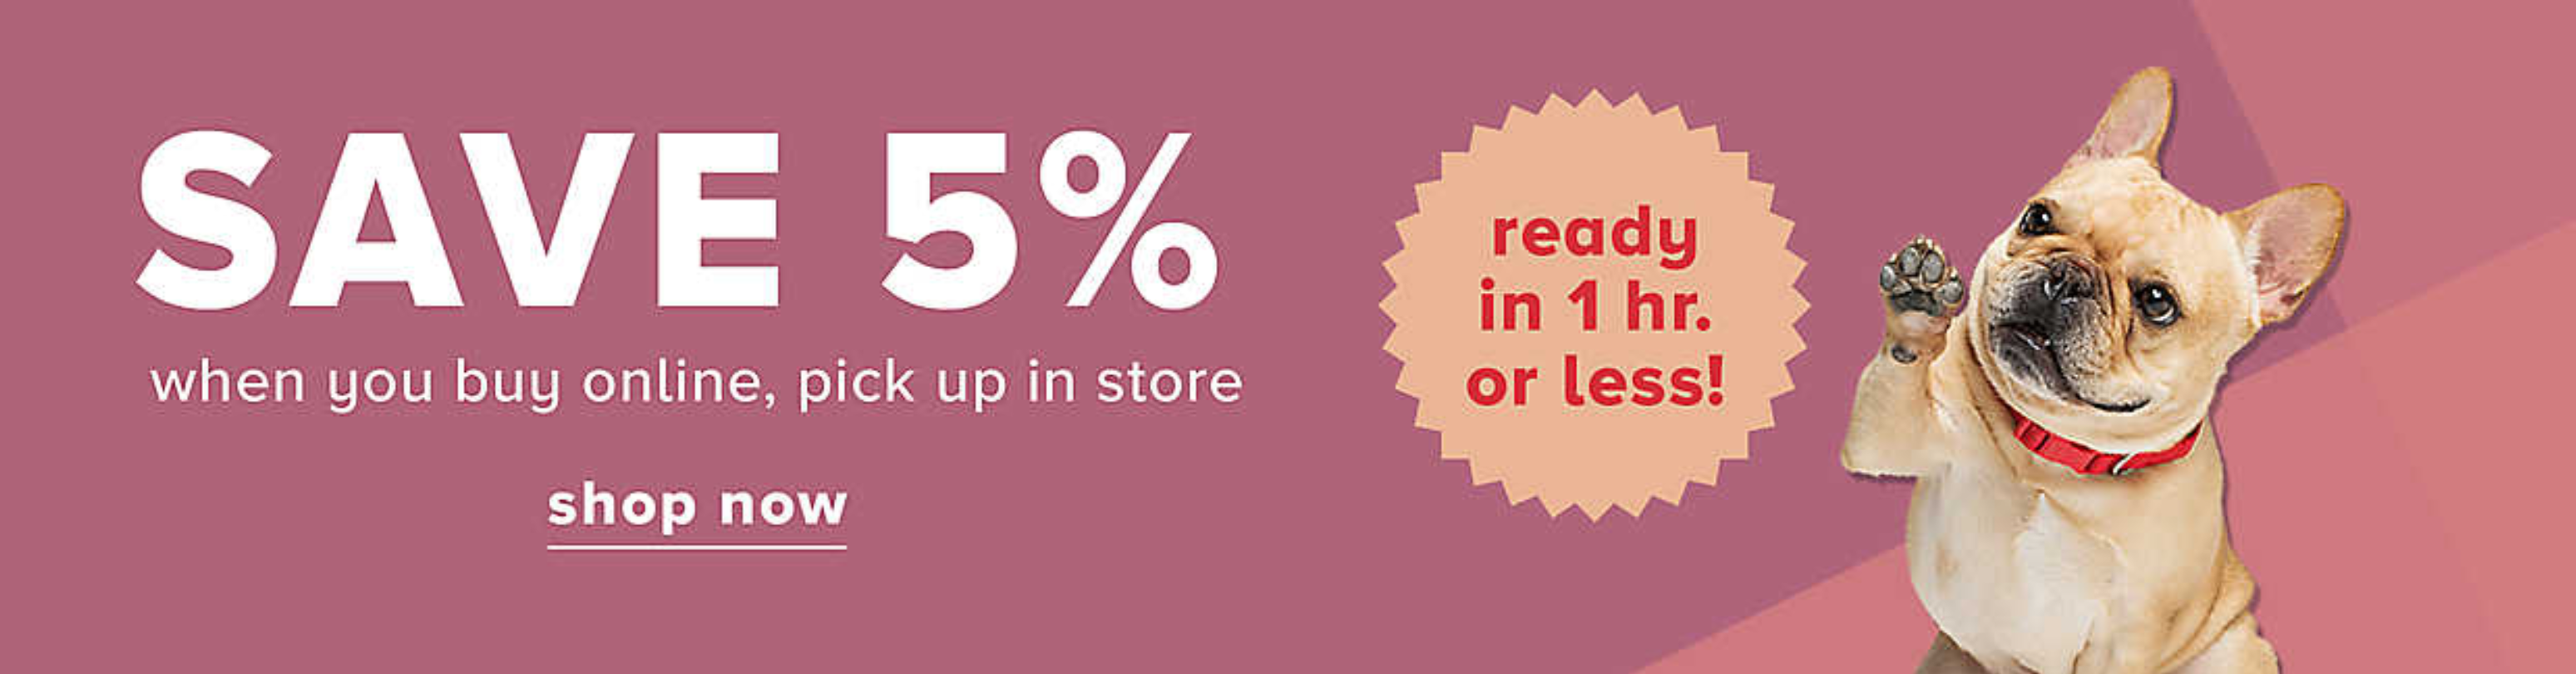 SAVE 5%
when you buy online, pick up in store
shop now
ready
in 1 hr.
or less!